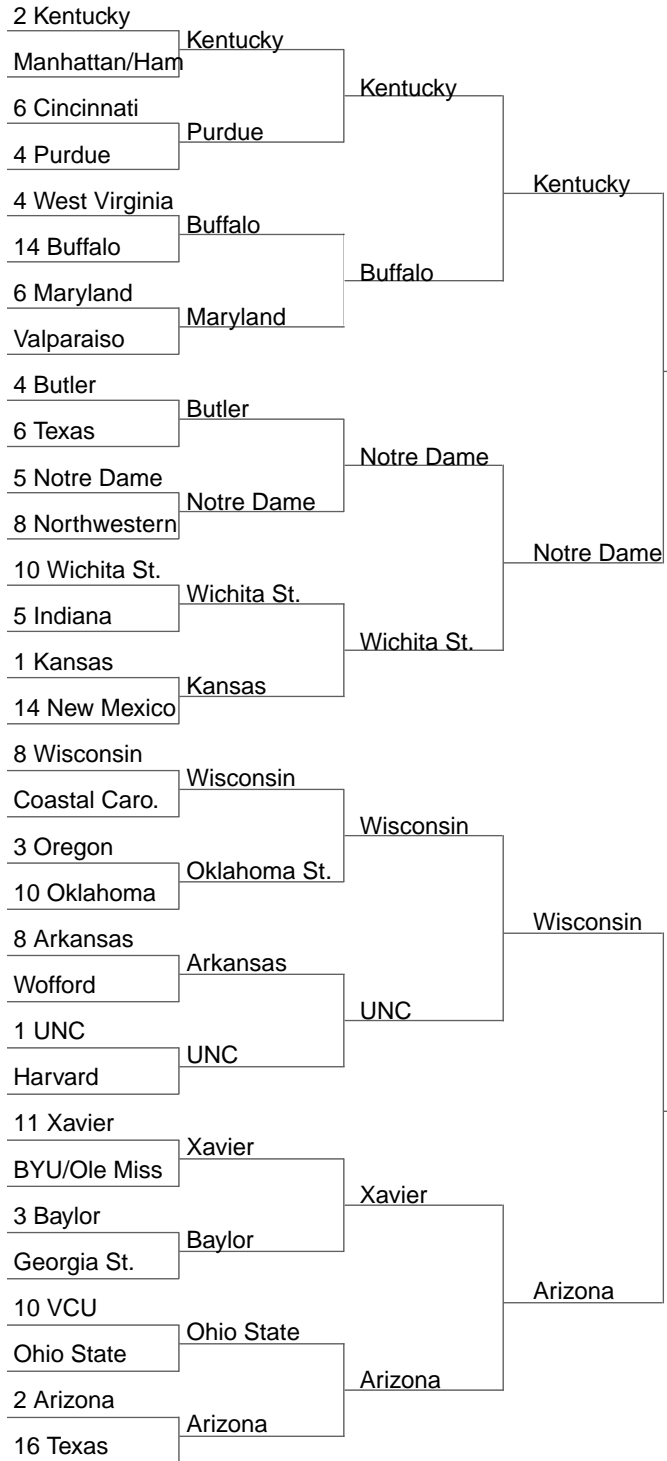 2 Kentucky
Kentucky
Manhattan/Ham
Kentucky
6 Cincinnati
Purdue
4 Purdue
Kentucky
4 West Virginia
Buffalo
14 Buffalo
Buffalo
6 Maryland
Maryland
Valparaiso
4 Butler
Butler
6 Texas
Notre Dame
5 Notre Dame
Notre Dame
8 Northwestern
Notre Dame
10 Wichita St.
Wichita St.
5 Indiana
Wichita St.
1 Kansas
Kansas
14 New Mexico
8 Wisconsin
Wisconsin
Coastal Caro.
Wisconsin
3 Oregon
Oklahoma St.
10 Oklahoma
Wisconsin
8 Arkansas
Arkansas
Wofford
UNC
1 UNC
UNC
Harvard
11 Xavier
Xavier
BYU/Ole Miss
Xavier
3 Baylor
Baylor
Georgia St.
Arizona
10 VCU
Ohio State
Ohio State
Arizona
2 Arizona
Arizona
16 Texas